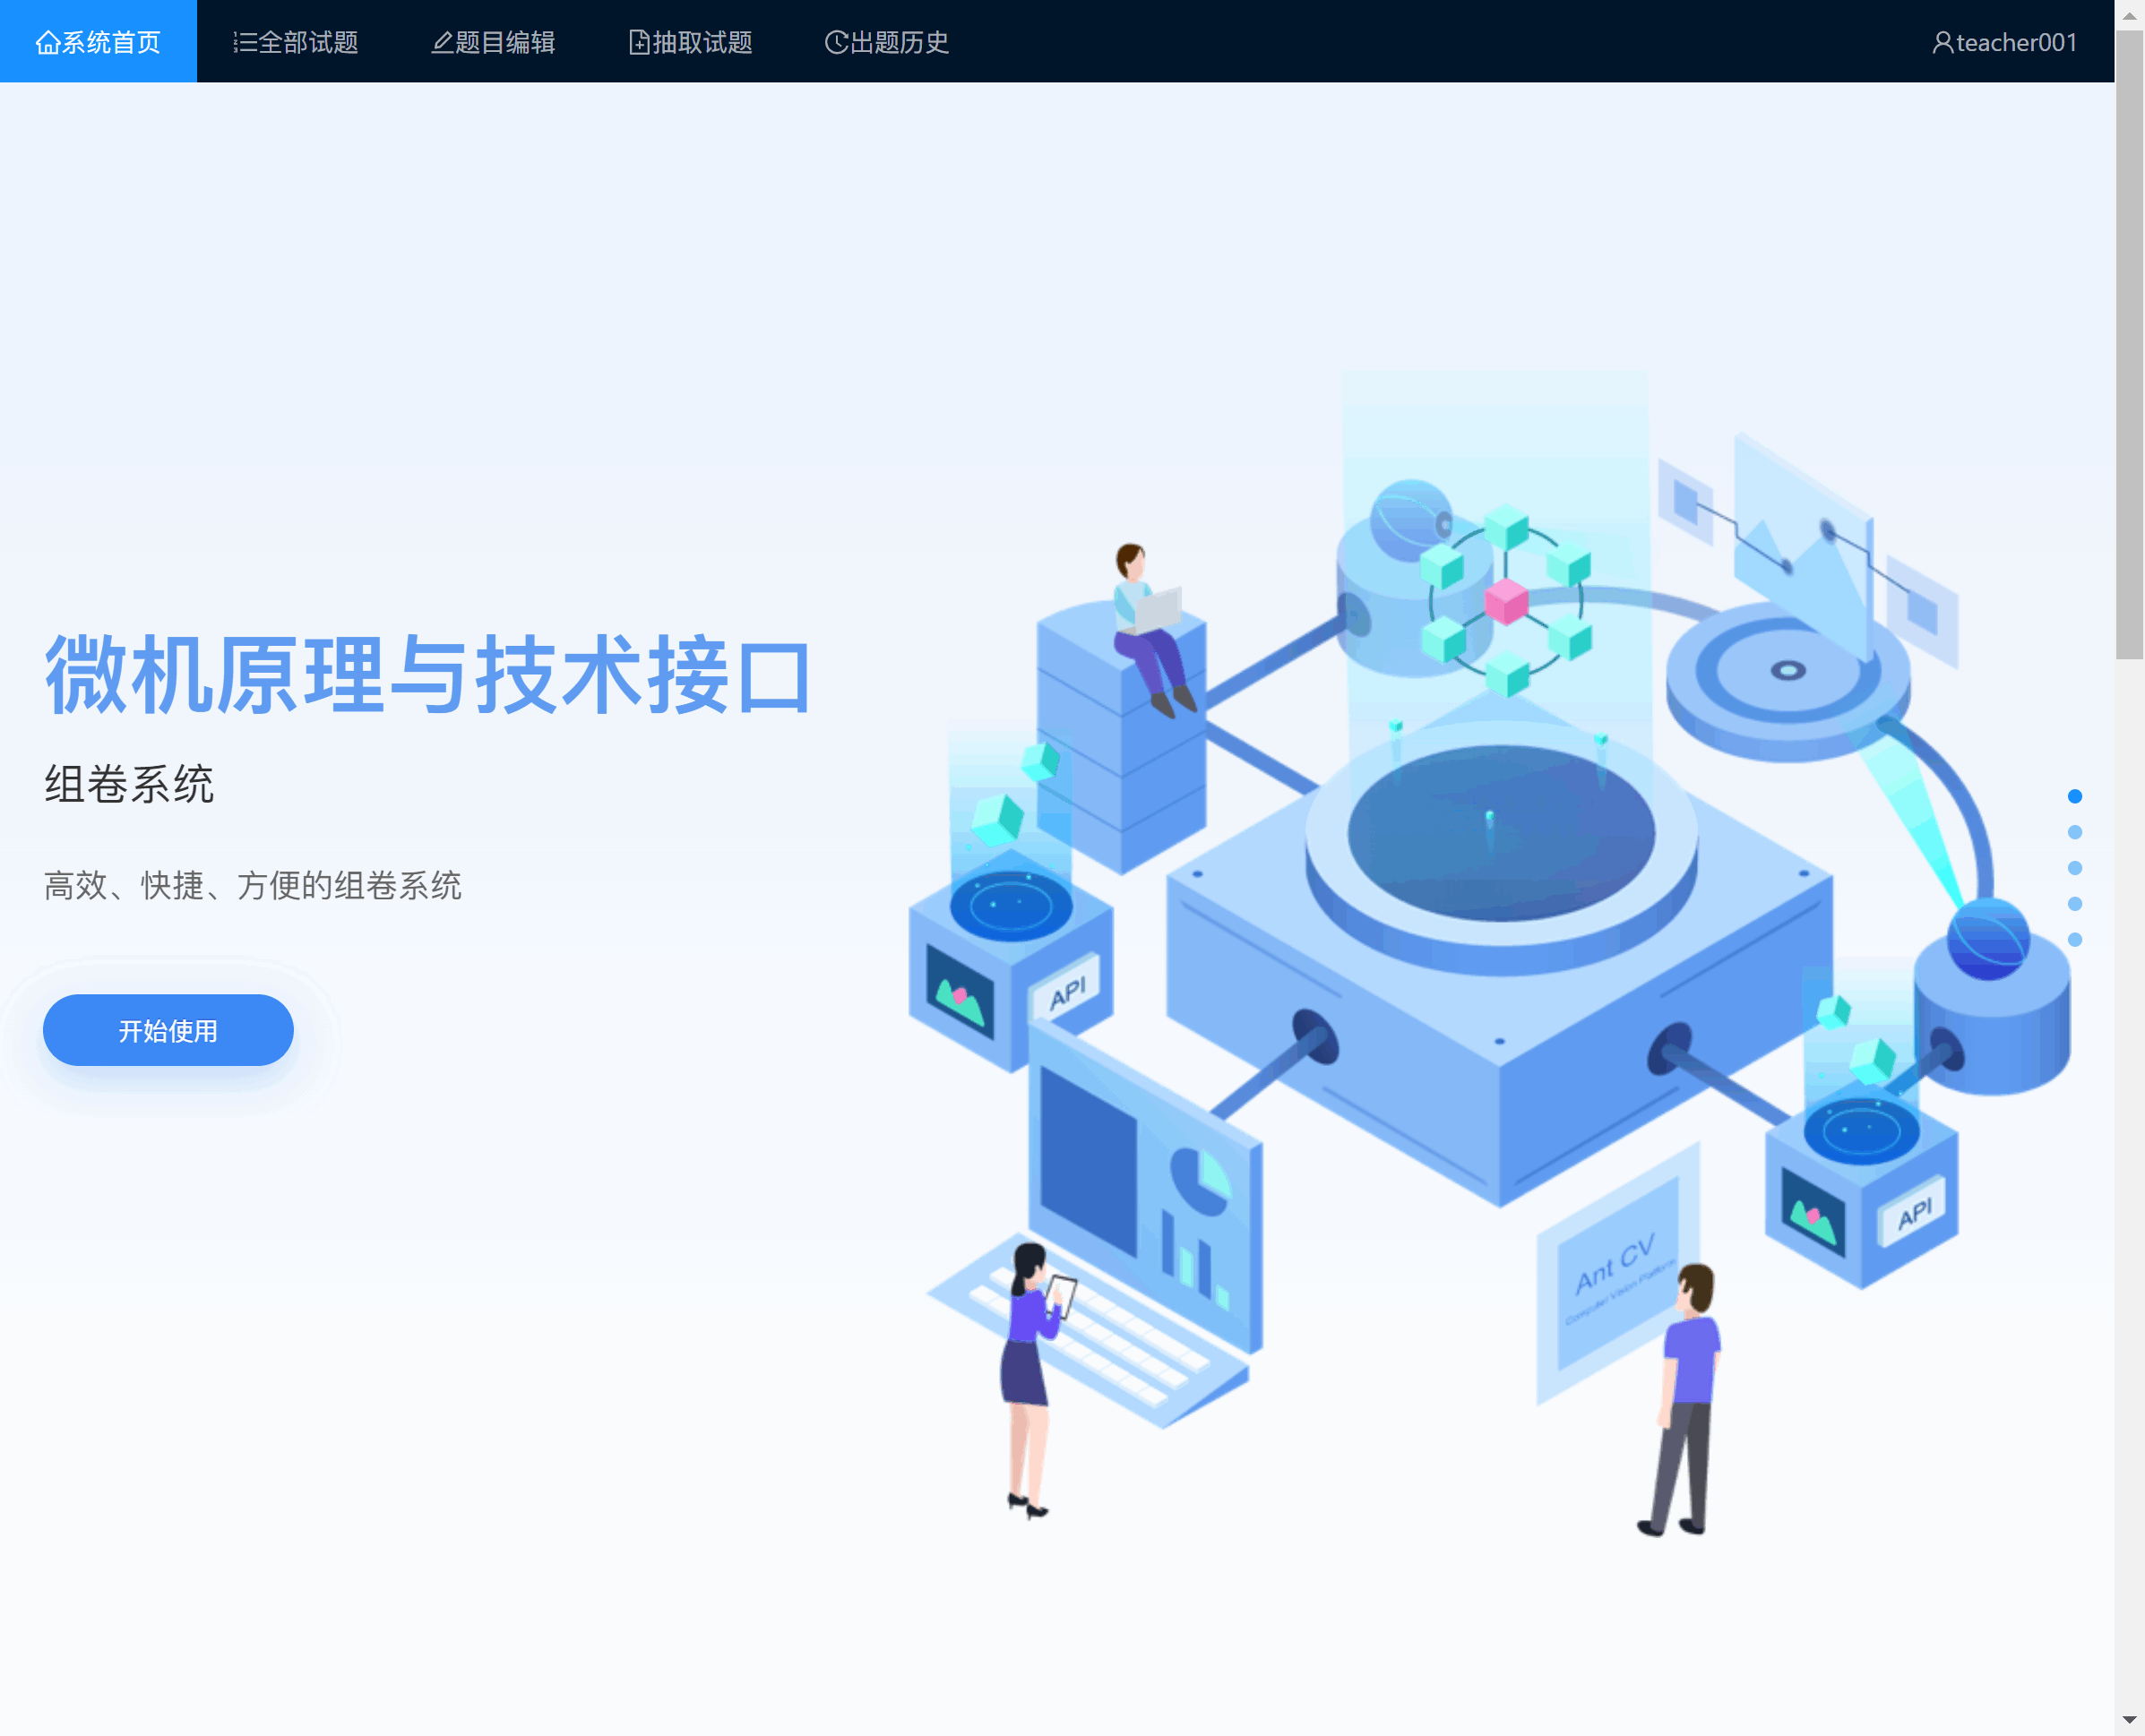 系统首页 全部试题 题目编辑 抽取试题 出题历史 teacher001
微机原理与技术接口
组卷系统
高效、快捷、方便的组卷系统
开始使用
API
API
Ant CV
Computer Vision Platform